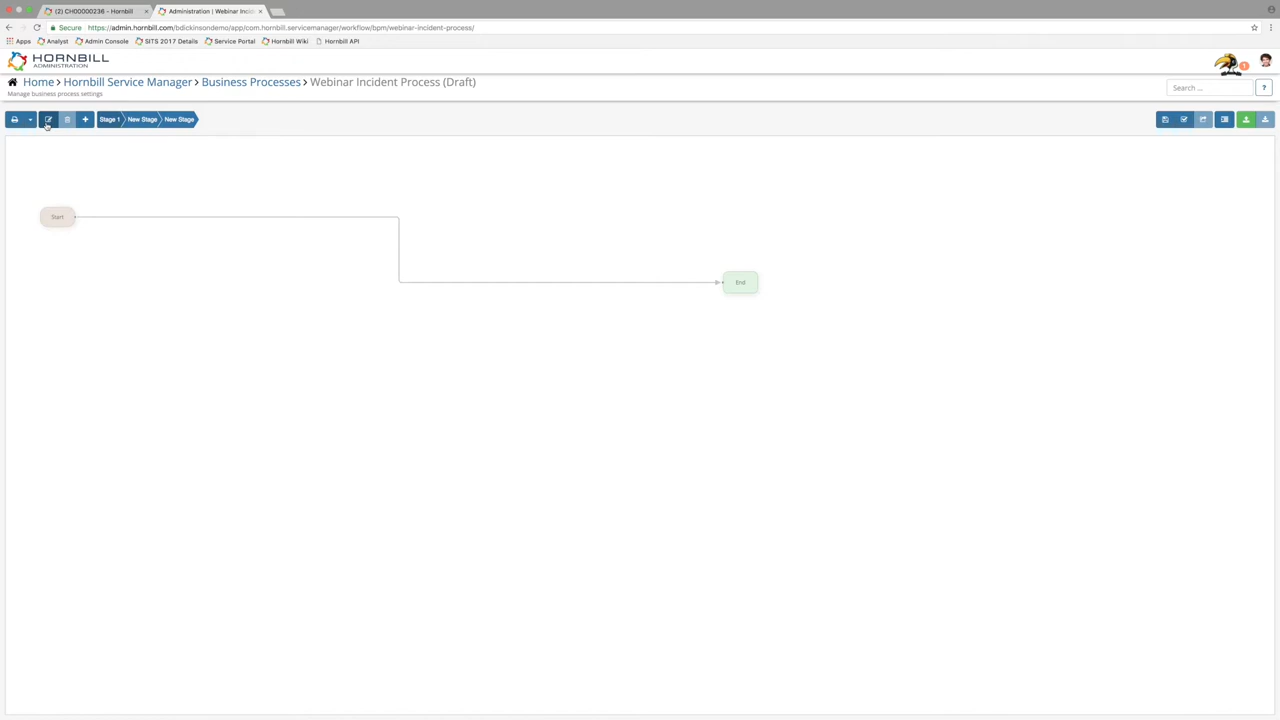 (2) CH00000236 - Hornbill
Administration | Webinar Incid
Secure https://admin.hornbill.com/bdickinsondemo/app/com.hornbill.servicemanager/workflow/bpm/webinar-incident-process/
Apps Analyst Admin Console SITS 2017 Details Service Portal Hornbill Wiki Hornbill API
HORNBILL
ADMINISTRATION
1
Home > Hornbill Service Manager > Business Processes > Webinar Incident Process (Draft)
Manage business process settings
Search ...
?
Stage 1 New Stage New Stage
Start
End